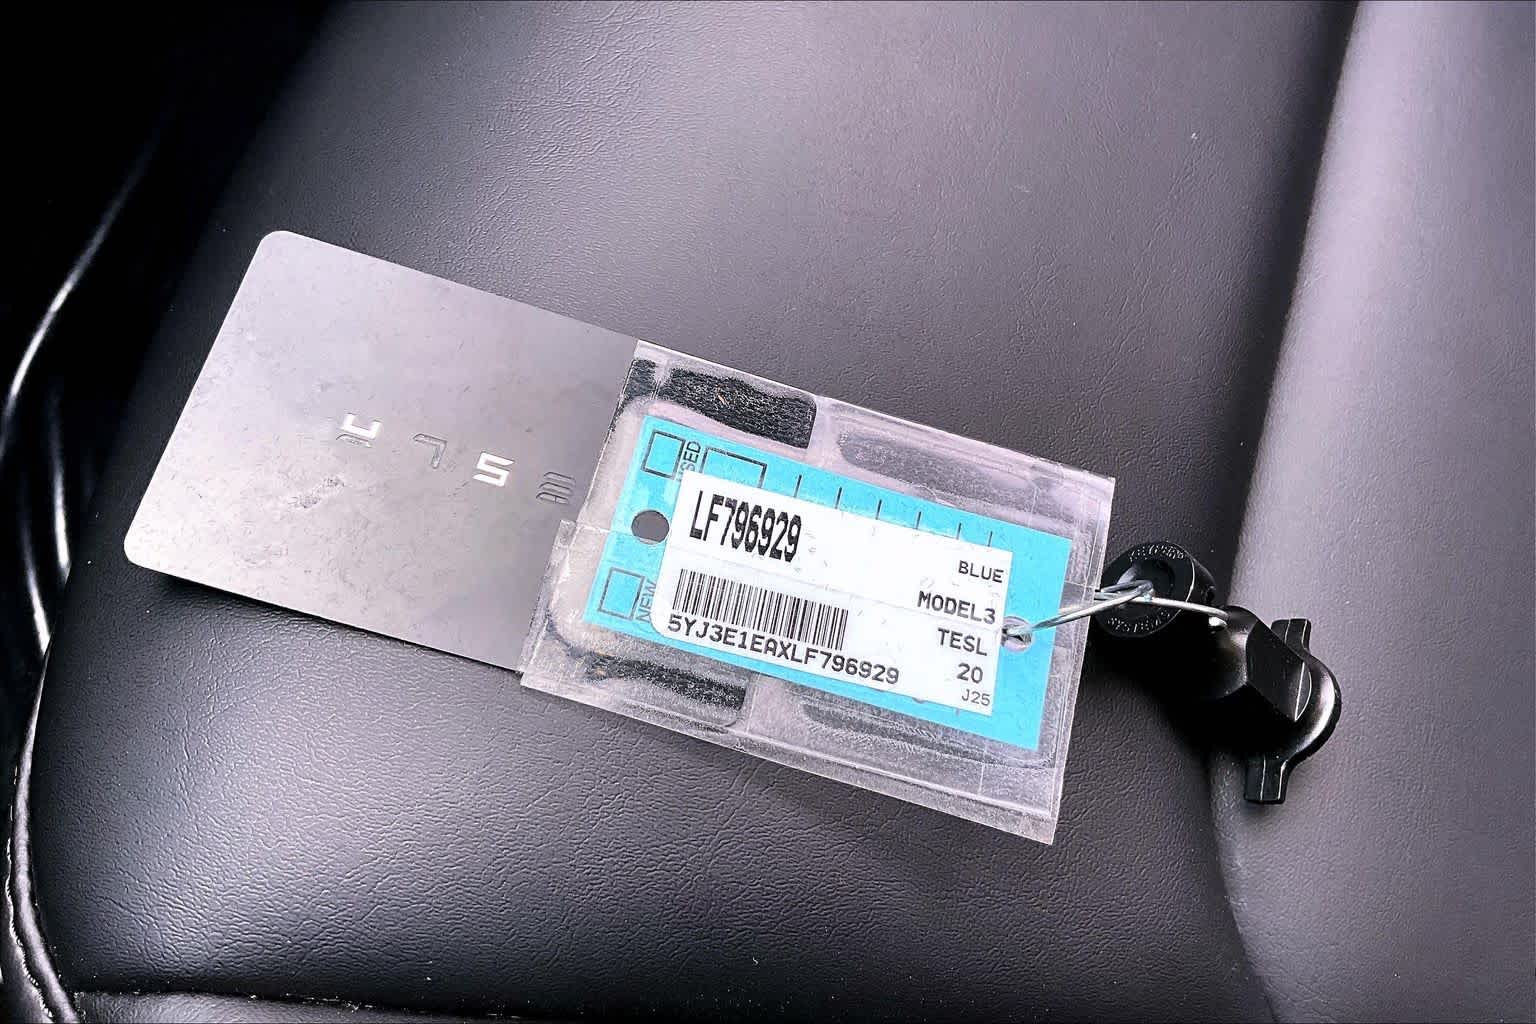 TESLA
USED
NEW
LF796929
BLUE
MODEL3
5YJ3E1EAXLF796929
TESL
20
J25